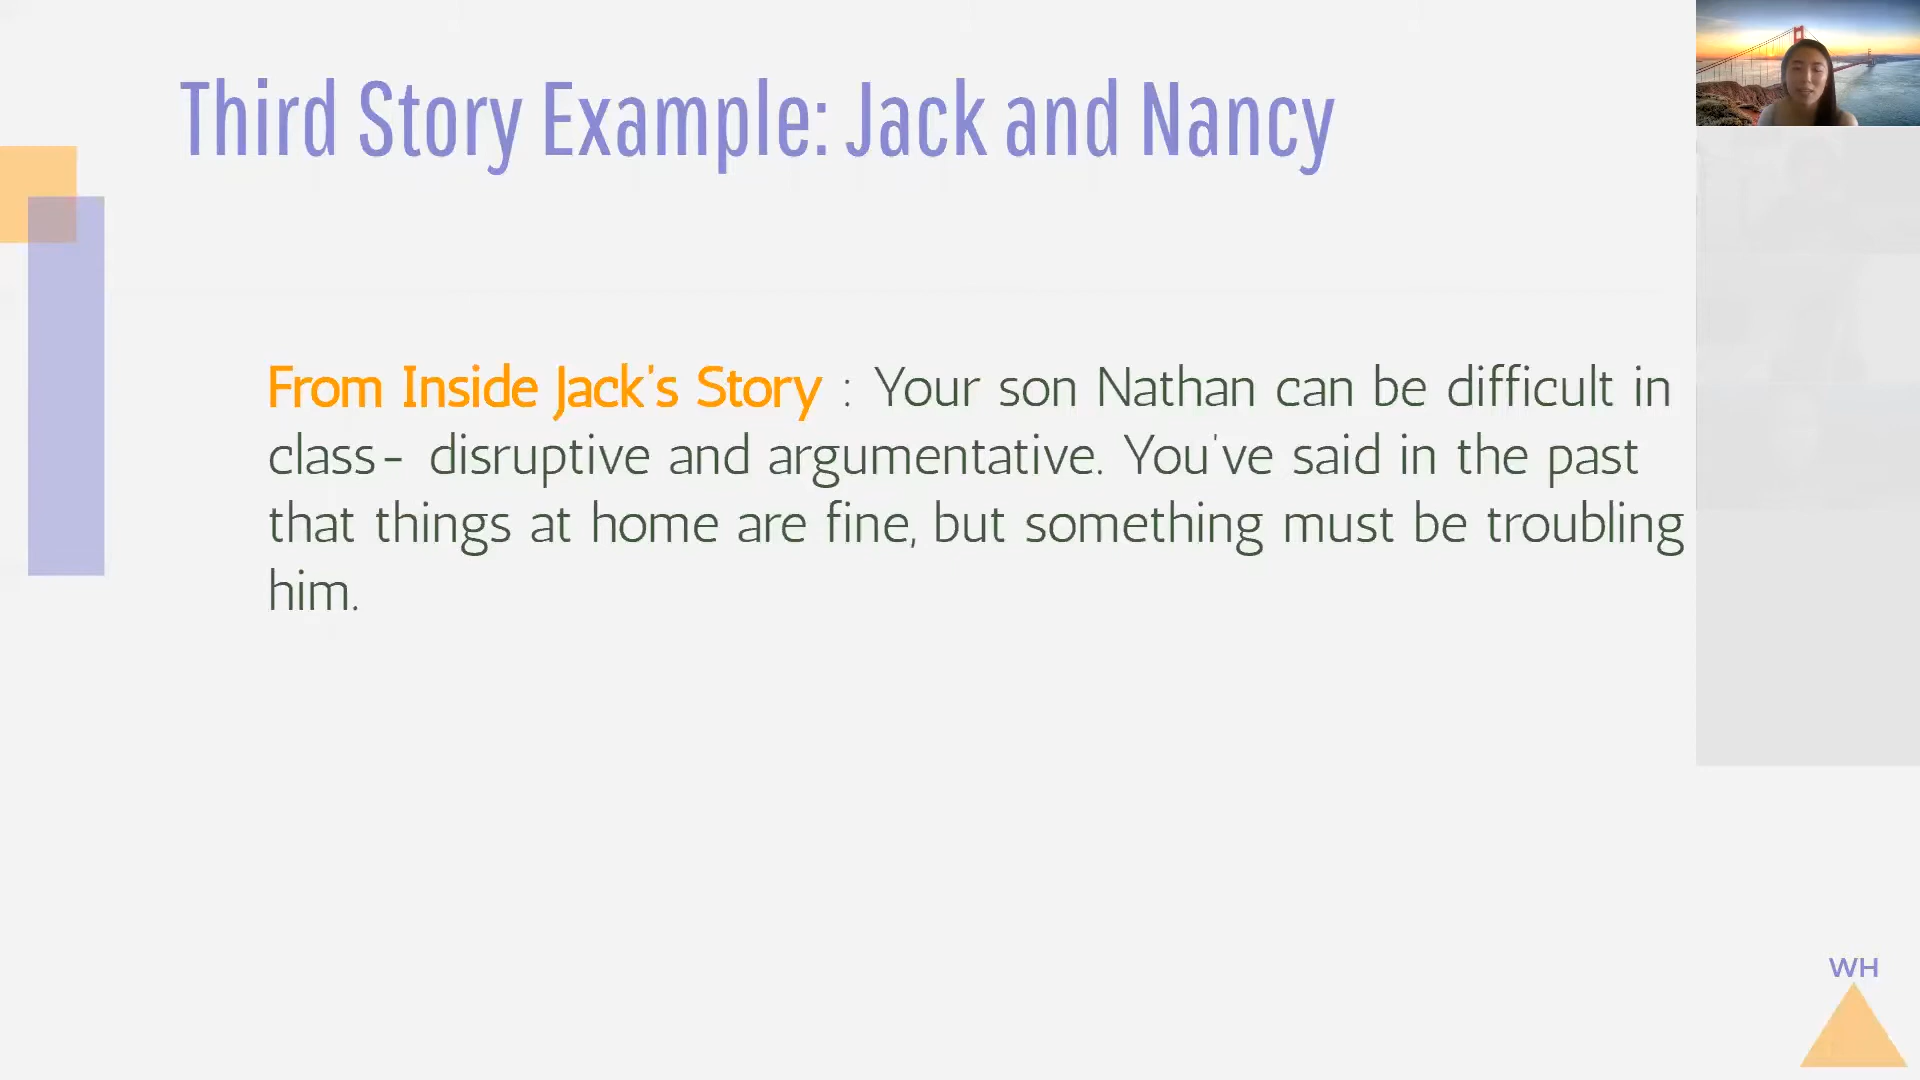 Third Story Example: Jack and Nancy
From Inside Jack's Story : Your son Nathan can be difficult in
class- disruptive and argumentative. You've said in the past
that things at home are fine, but something must be troubling
him.
WH